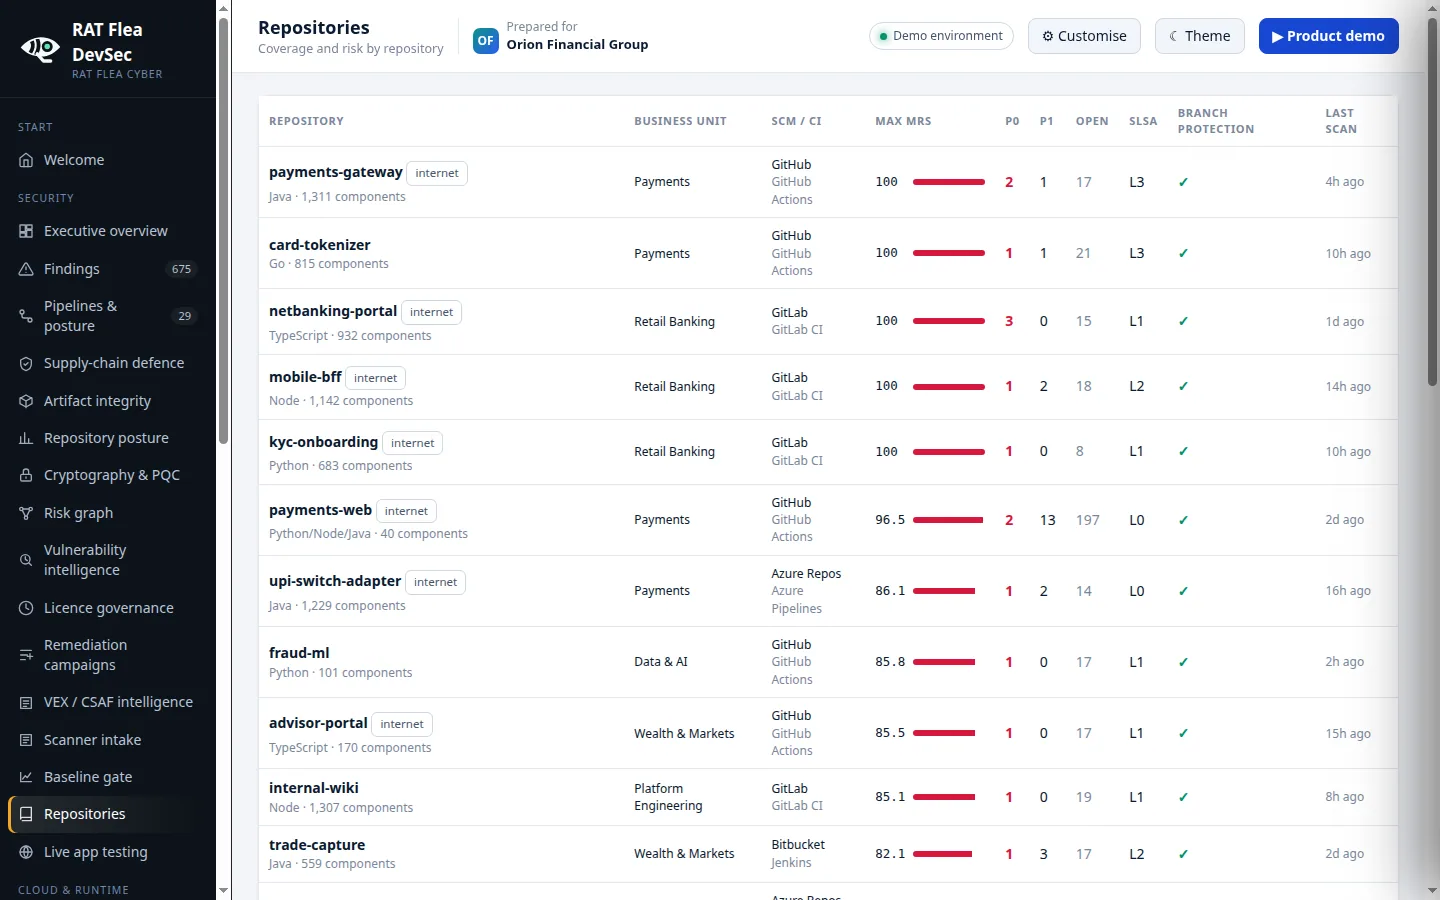 RAT Flea
DevSec
RAT FLEA CYBER
START
Welcome
SECURITY
Executive overview
Findings 675
Pipelines &
posture 29
Supply-chain defence
Artifact integrity
Repository posture
Cryptography & PQC
Risk graph
Vulnerability
intelligence
Licence governance
Remediation
campaigns
VEX / CSAF intelligence
Scanner intake
Baseline gate
Repositories
Live app testing
CLOUD & RUNTIME
Repositories
Coverage and risk by repository
OF
Prepared for
Orion Financial Group
Demo environment
⚙ Customise
☾ Theme
▶ Product demo
REPOSITORY BUSINESS UNIT SCM / CI MAX MRS P0 P1 OPEN SLSA BRANCH PROTECTION LAST SCAN
payments-gateway internet
Java · 1,311 components
Payments
GitHub
GitHub
Actions
100 2 1 17 L3 ✓ 4h ago
card-tokenizer
Go · 815 components
Payments
GitHub
GitHub
Actions
100 1 1 21 L3 ✓ 10h ago
netbanking-portal internet
TypeScript · 932 components
Retail Banking
GitLab
GitLab CI
100 3 0 15 L1 ✓ 1d ago
mobile-bff internet
Node · 1,142 components
Retail Banking
GitLab
GitLab CI
100 1 2 18 L2 ✓ 14h ago
kyc-onboarding internet
Python · 683 components
Retail Banking
GitLab
GitLab CI
100 1 0 8 L1 ✓ 10h ago
payments-web internet
Python/Node/Java · 40 components
Payments
GitHub
GitHub
Actions
96.5 2 13 197 L0 ✓ 2d ago
upi-switch-adapter internet
Java · 1,229 components
Payments
Azure Repos
Azure
Pipelines
86.1 1 2 14 L0 ✓ 16h ago
fraud-ml
Python · 101 components
Data & AI
GitHub
GitHub
Actions
85.8 1 0 17 L1 ✓ 2h ago
advisor-portal internet
TypeScript · 170 components
Wealth & Markets
GitHub
GitHub
Actions
85.5 1 0 17 L1 ✓ 15h ago
internal-wiki
Node · 1,307 components
Platform
Engineering
GitLab
GitLab CI
85.1 1 0 19 L1 ✓ 8h ago
trade-capture
Java · 559 components
Wealth & Markets
Bitbucket
Jenkins
82.1 1 3 17 L2 ✓ 2d ago
Azure Repos